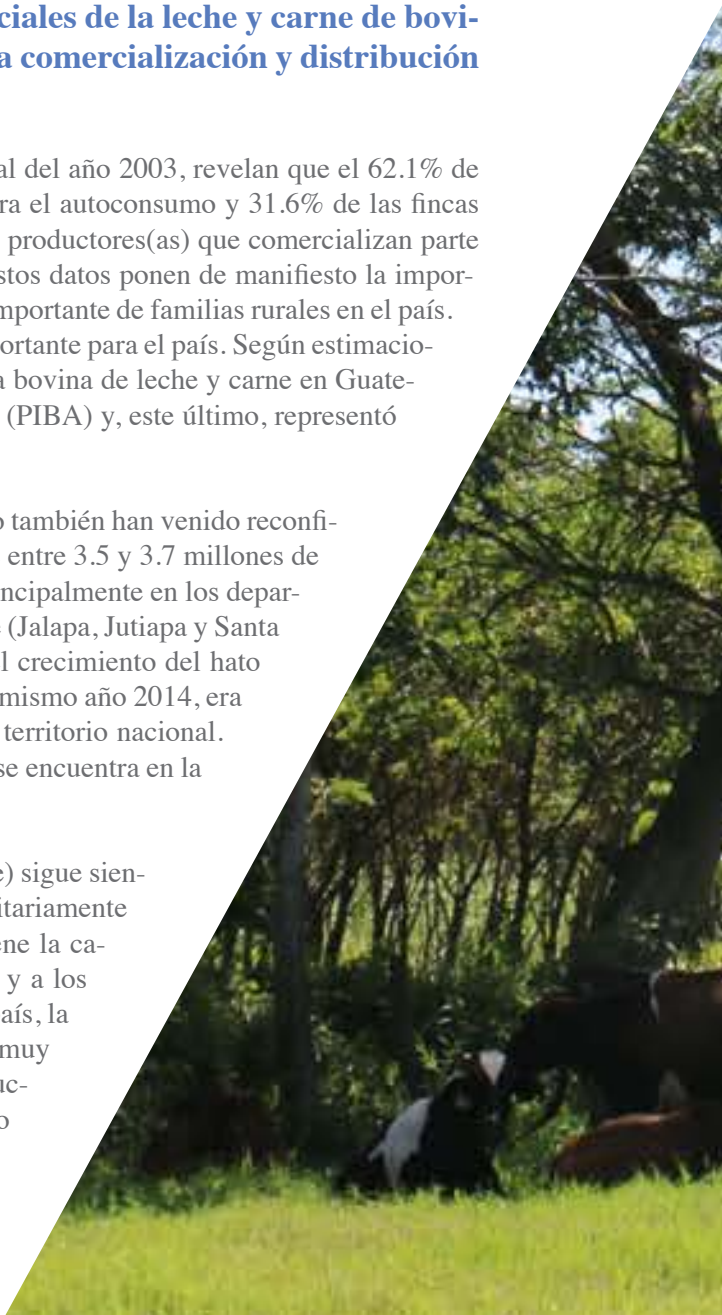 ciales de la leche y carne de bovi-
a comercialización y distribución
al del año 2003, revelan que el 62.1% de
ra el autoconsumo y 31.6% de las fincas
productores(as) que comercializan parte
stos datos ponen de manifiesto la impor-
mportante de familias rurales en el país.
ortante para el país. Según estimacio-
a bovina de leche y carne en Guate-
(PIBA) y, este último, representó
o también han venido reconfi-
entre 3.5 y 3.7 millones de
ncipalmente en los depar-
(Jalapa, Jutiapa y Santa
l crecimiento del hato
mismo año 2014, era
territorio nacional.
se encuentra en la
e) sigue sien-
itariamente
ene la ca-
y a los
aís, la
muy
uc-
o